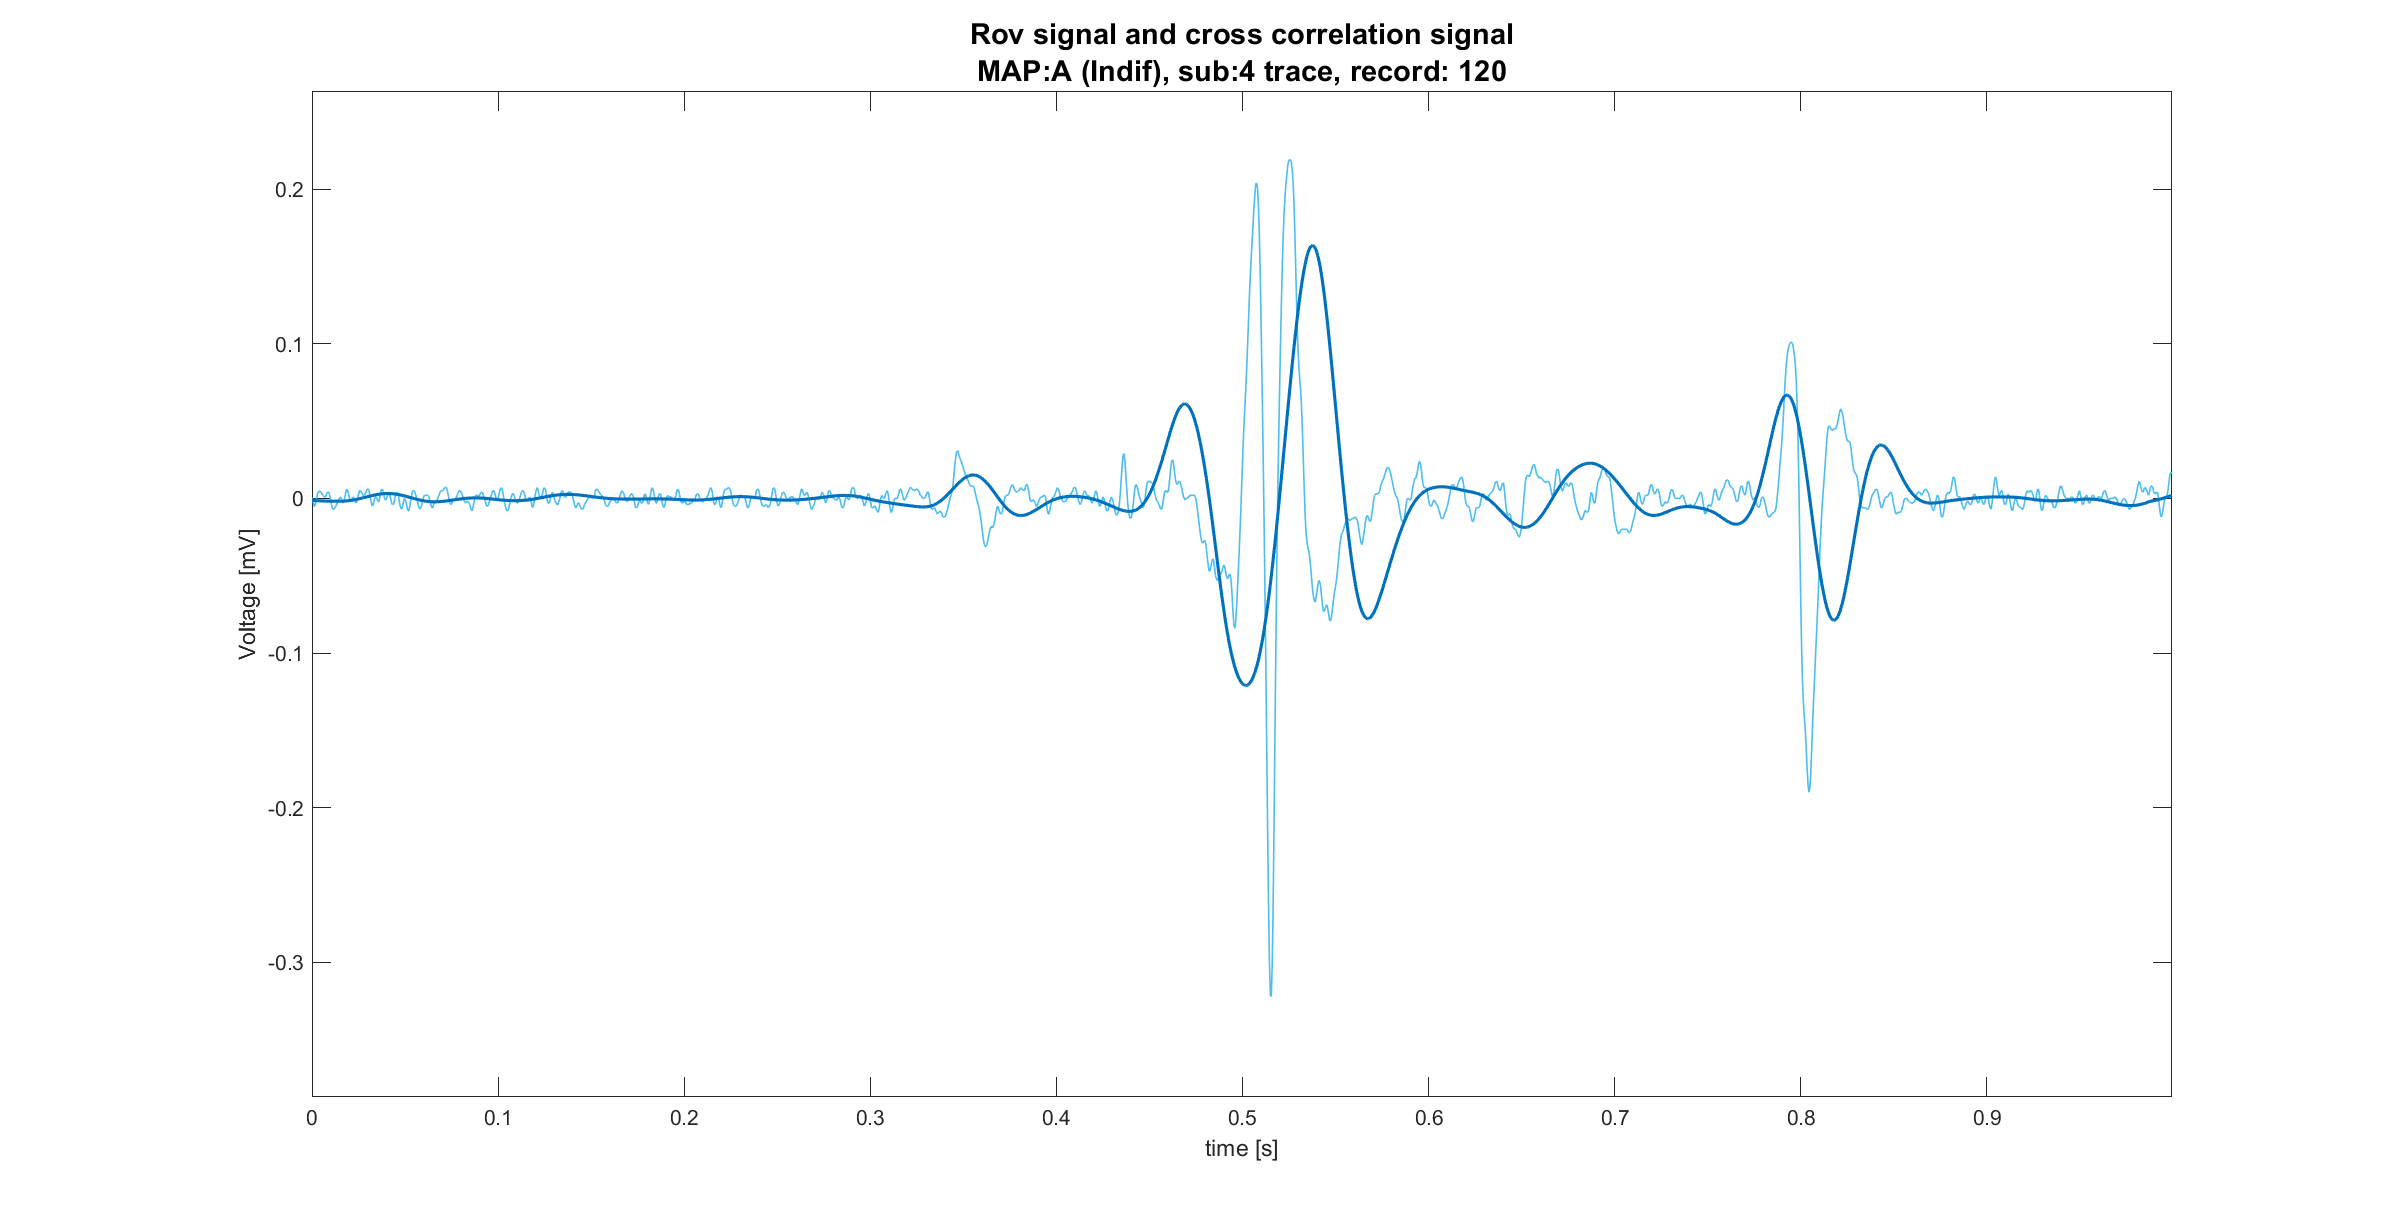 Rov signal and cross correlation signal
MAP:A (Indif), sub:4 trace, record: 120
0.2
0.1
0
-0.1
-0.2
-0.3
Voltage [mV]
0 0.1 0.2 0.3 0.4 0.5 0.6 0.7 0.8 0.9
time [s]